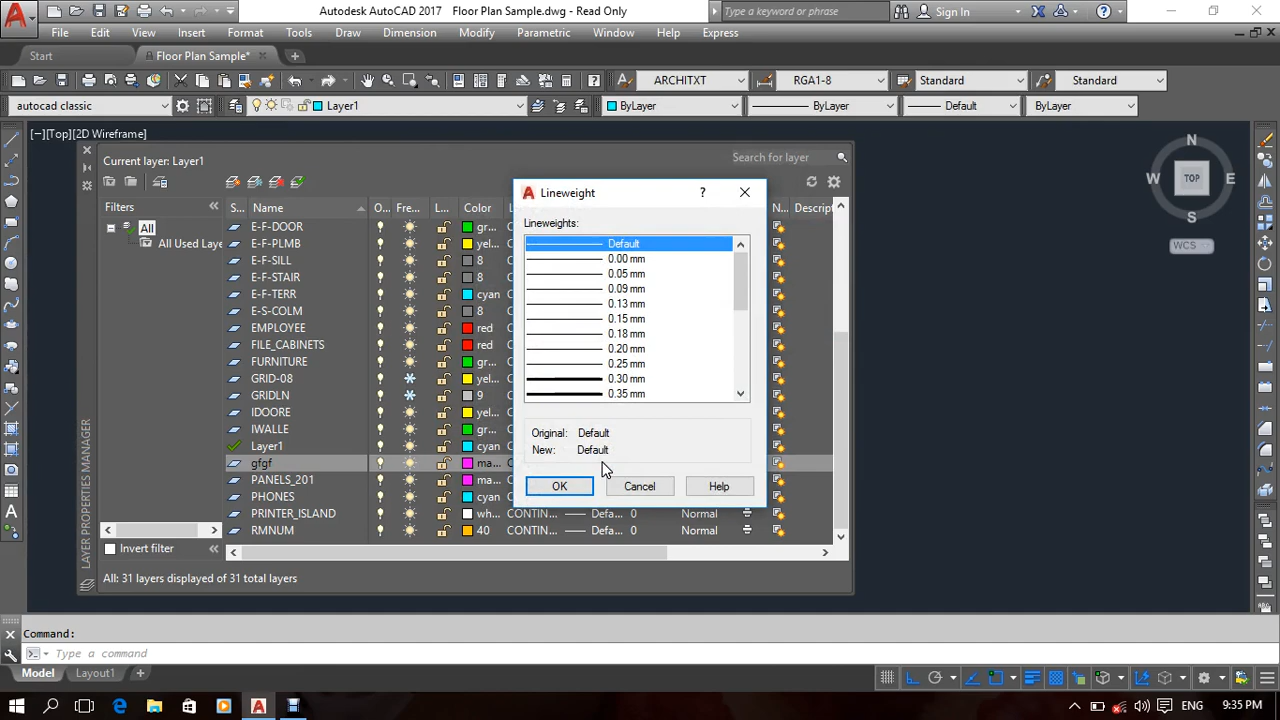 Autodesk AutoCAD 2017 Floor Plan Sample.dwg - Read Only
Type a keyword or phrase
Sign In
File Edit View Insert Format Tools Draw Dimension Modify Parametric Window Help Express
Start
Floor Plan Sample*
ARCHITXT
RGA1-8
Standard
Standard
autocad classic
Layer1
ByLayer
ByLayer
Default
ByLayer
[−][Top][2D Wireframe]
Current layer: Layer1
Search for layer
Filters
S... Name O... Fre... L... Color
N... Descript
All
All Used Laye
E-F-DOOR gr...
E-F-PLMB yel...
E-F-SILL 8
E-F-STAIR 8
E-F-TERR cyan
E-S-COLM 8
EMPLOYEE red
FILE_CABINETS red
FURNITURE gr...
GRID-08 yel...
GRIDLN 9
IDOORE yel...
IWALLE gr...
Layer1 cyan
gfgf ma...
PANELS_201 ma...
PHONES cyan
PRINTER_ISLAND wh... CONTIN... Defa... 0 Normal
RMNUM 40 CONTIN... Defa... 0 Normal
Invert filter
All: 31 layers displayed of 31 total layers
LAYER PROPERTIES MANAGER
Lineweight
?
Lineweights:
Default
0.00 mm
0.05 mm
0.09 mm
0.13 mm
0.15 mm
0.18 mm
0.20 mm
0.25 mm
0.30 mm
0.35 mm
Original: Default
New: Default
OK Cancel Help
N
W TOP E
S
WCS
Command:
Type a command
Model Layout1 +
9:35 PM